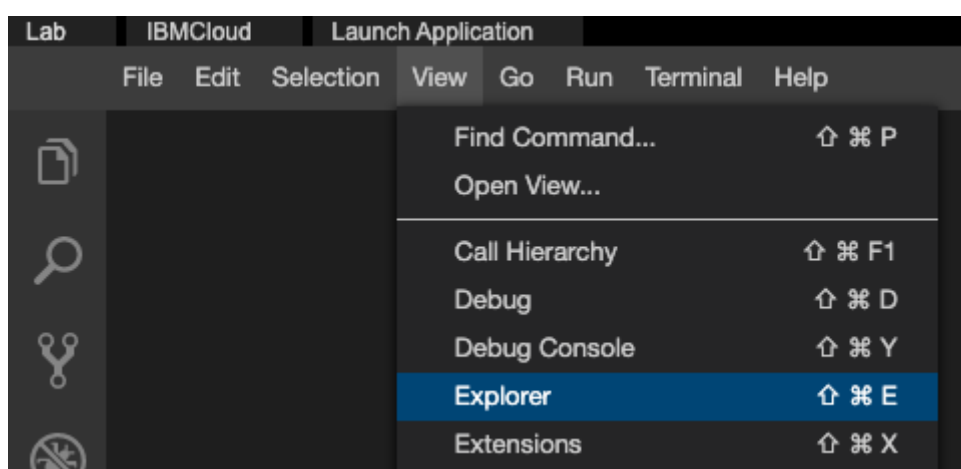 Lab IBMCloud Launch Application
File Edit Selection View Go Run Terminal Help
Find Command... ⇧ ⌘ P
Open View...
Call Hierarchy ⇧ ⌘ F1
Debug ⇧ ⌘ D
Debug Console ⇧ ⌘ Y
Explorer ⇧ ⌘ E
Extensions ⇧ ⌘ X